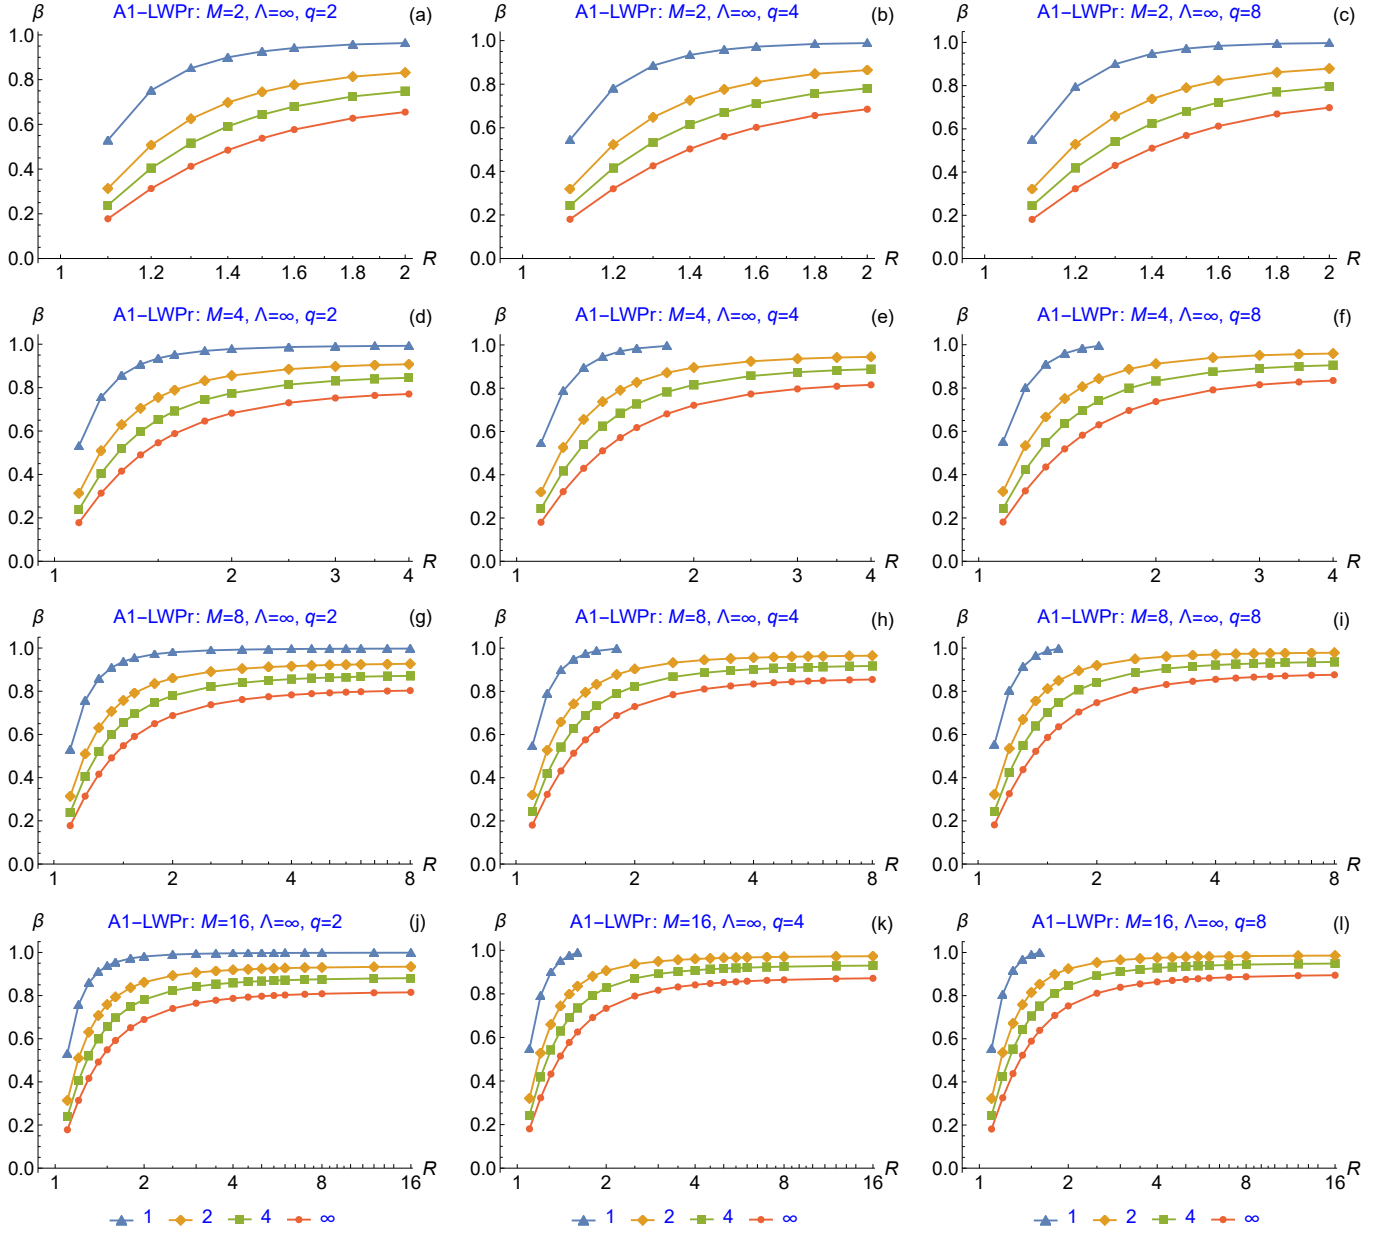 β A1−LWPr: M=2, Λ=∞, q=2 (a)
1.0
0.8
0.6
0.4
0.2
0.0
1 1.2 1.4 1.6 1.8 2 R
β A1−LWPr: M=2, Λ=∞, q=4 (b)
1.0
0.8
0.6
0.4
0.2
0.0
1 1.2 1.4 1.6 1.8 2 R
β A1−LWPr: M=2, Λ=∞, q=8 (c)
1.0
0.8
0.6
0.4
0.2
0.0
1 1.2 1.4 1.6 1.8 2 R
β A1−LWPr: M=4, Λ=∞, q=2 (d)
1.0
0.8
0.6
0.4
0.2
0.0
1 2 3 4 R
β A1−LWPr: M=4, Λ=∞, q=4 (e)
1.0
0.8
0.6
0.4
0.2
0.0
1 2 3 4 R
β A1−LWPr: M=4, Λ=∞, q=8 (f)
1.0
0.8
0.6
0.4
0.2
0.0
1 2 3 4 R
β A1−LWPr: M=8, Λ=∞, q=2 (g)
1.0
0.8
0.6
0.4
0.2
0.0
1 2 4 8 R
β A1−LWPr: M=8, Λ=∞, q=4 (h)
1.0
0.8
0.6
0.4
0.2
0.0
1 2 4 8 R
β A1−LWPr: M=8, Λ=∞, q=8 (i)
1.0
0.8
0.6
0.4
0.2
0.0
1 2 4 8 R
β A1−LWPr: M=16, Λ=∞, q=2 (j)
1.0
0.8
0.6
0.4
0.2
0.0
1 2 4 8 16 R
β A1−LWPr: M=16, Λ=∞, q=4 (k)
1.0
0.8
0.6
0.4
0.2
0.0
1 2 4 8 16 R
β A1−LWPr: M=16, Λ=∞, q=8 (l)
1.0
0.8
0.6
0.4
0.2
0.0
1 2 4 8 16 R
1 2 4 ∞
1 2 4 ∞
1 2 4 ∞